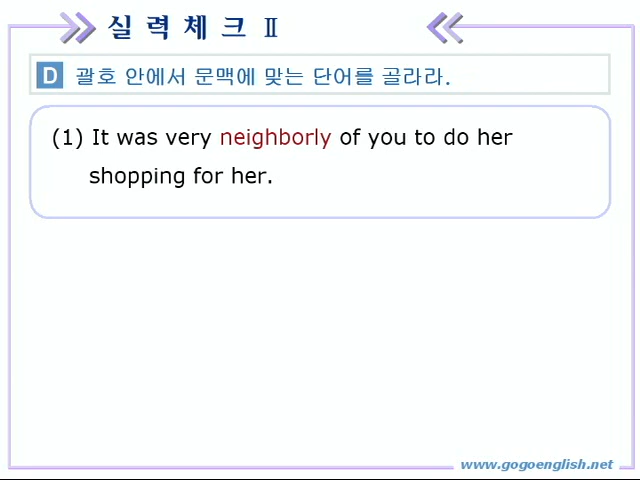 실 력 체 크 Ⅱ
D 괄호 안에서 문맥에 맞는 단어를 골라라.
(1) It was very neighborly of you to do her
shopping for her.
www.gogoenglish.net